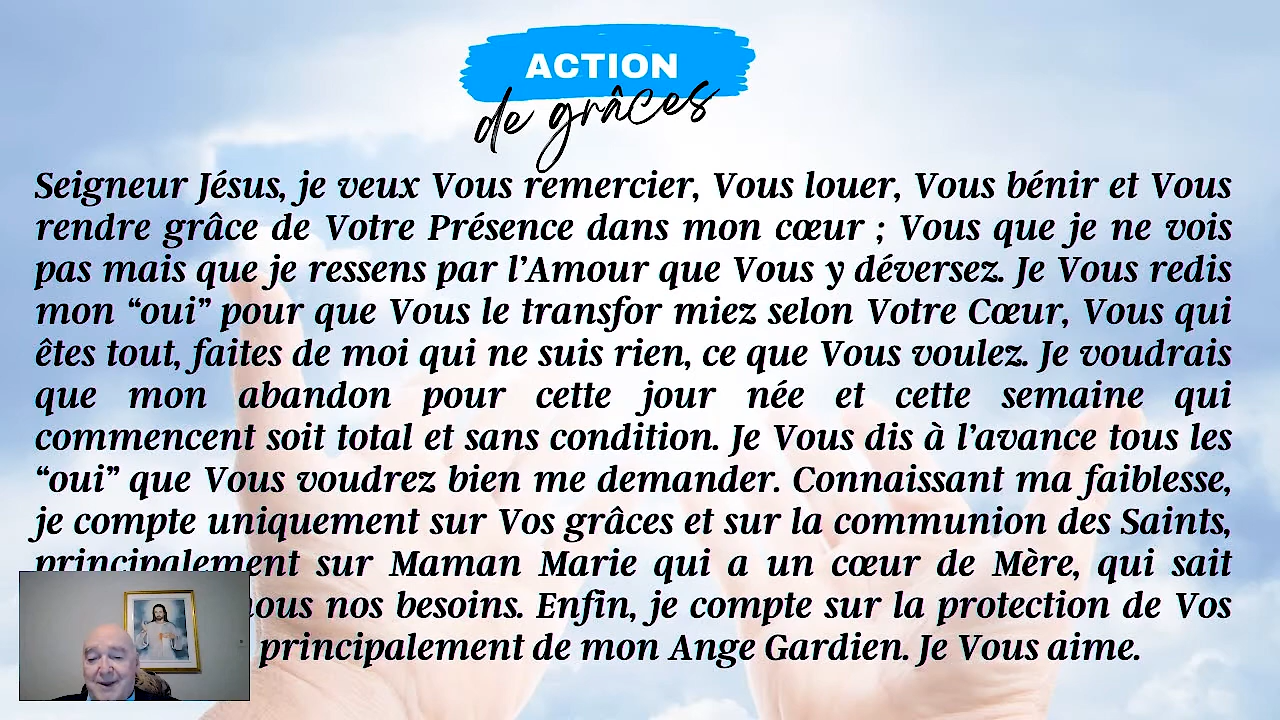 ACTION
de grâces
Seigneur Jésus, je veux Vous remercier, Vous louer, Vous bénir et Vous
rendre grâce de Votre Présence dans mon cœur ; Vous que je ne vois
pas mais que je ressens par l’Amour que Vous y déversez. Je Vous redis
mon “oui” pour que Vous le transfor miez selon Votre Cœur, Vous qui
êtes tout, faites de moi qui ne suis rien, ce que Vous voulez. Je voudrais
que mon abandon pour cette jour née et cette semaine qui
commencent soit total et sans condition. Je Vous dis à l’avance tous les
“oui” que Vous voudrez bien me demander. Connaissant ma faiblesse,
je compte uniquement sur Vos grâces et sur la communion des Saints,
principalement sur Maman Marie qui a un cœur de Mère, qui sait
nous nos besoins. Enfin, je compte sur la protection de Vos
principalement de mon Ange Gardien. Je Vous aime.